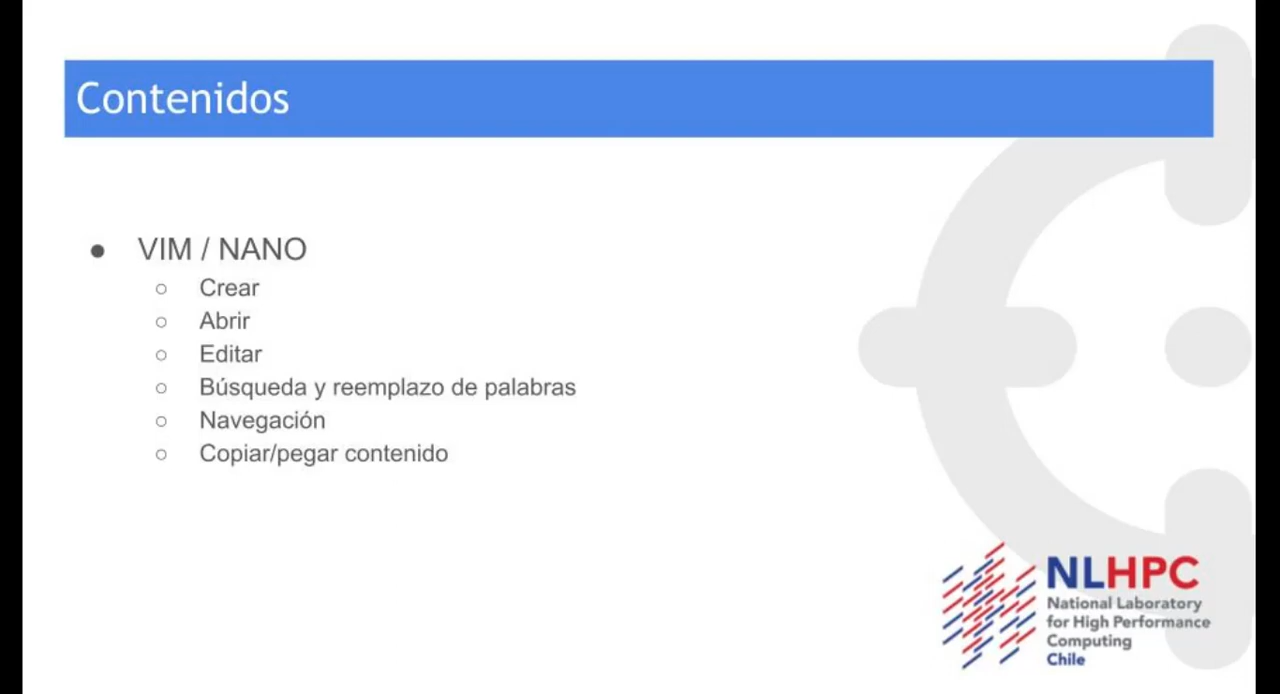 Contenidos
● VIM / NANO
○ Crear
○ Abrir
○ Editar
○ Búsqueda y reemplazo de palabras
○ Navegación
○ Copiar/pegar contenido
NLHPC
National Laboratory
for High Performance
Computing
Chile